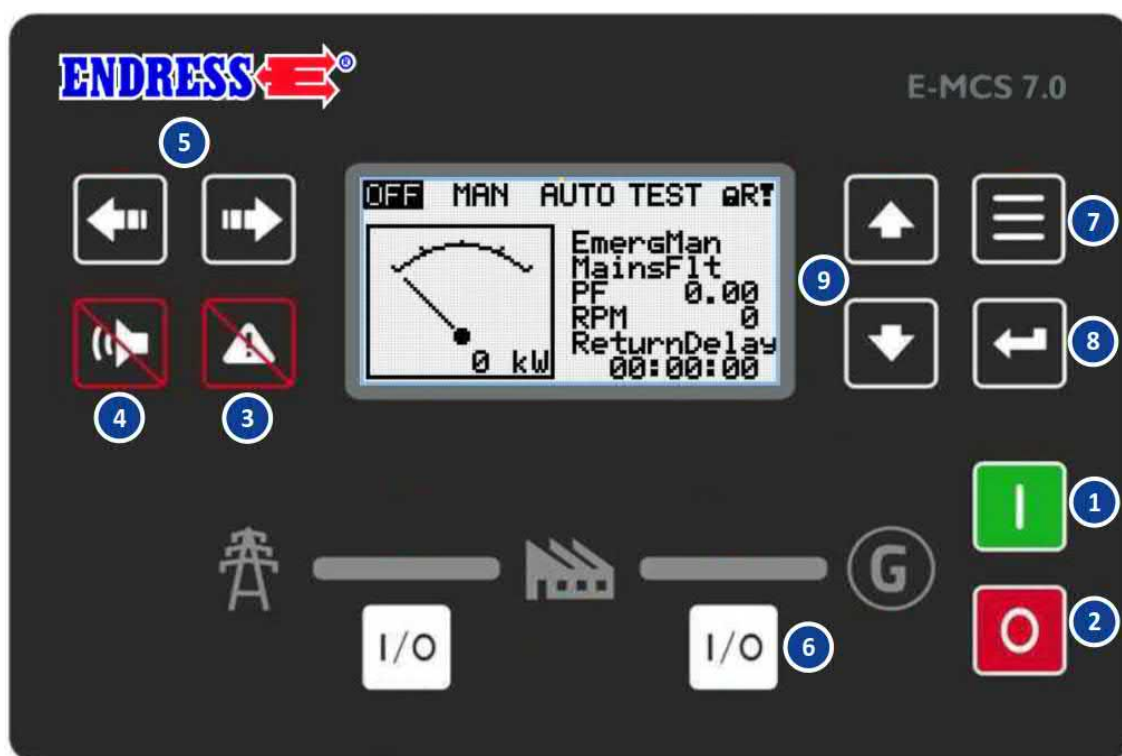 ENDRESS®
E-MCS 7.0
5
OFF MAN AUTO TEST R!
EmergMan
MainsFlt
PF 0.00
RPM 0
ReturnDelay
00:00:00
0 kW
7
9
8
4
3
1
G
I
I/O
I/O
6
O
2